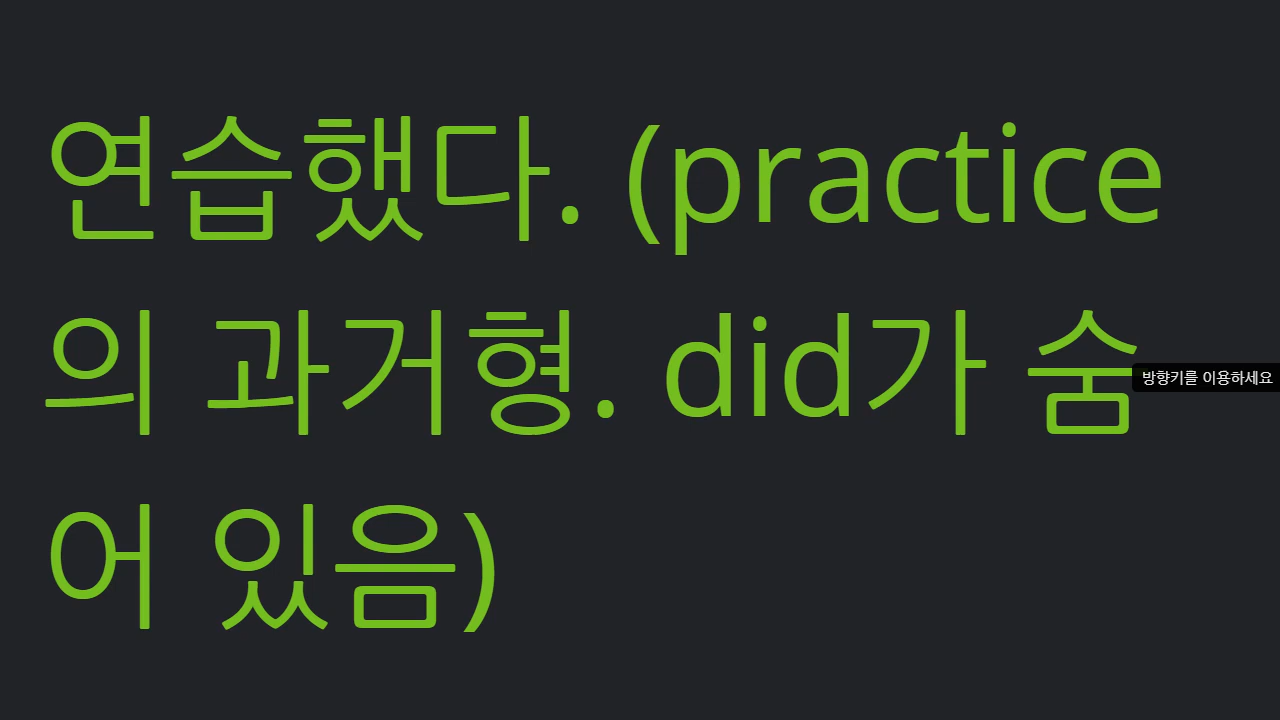 연습했다. (practice
의 과거형. did가 숨
어 있음)
방향키를 이용하세요